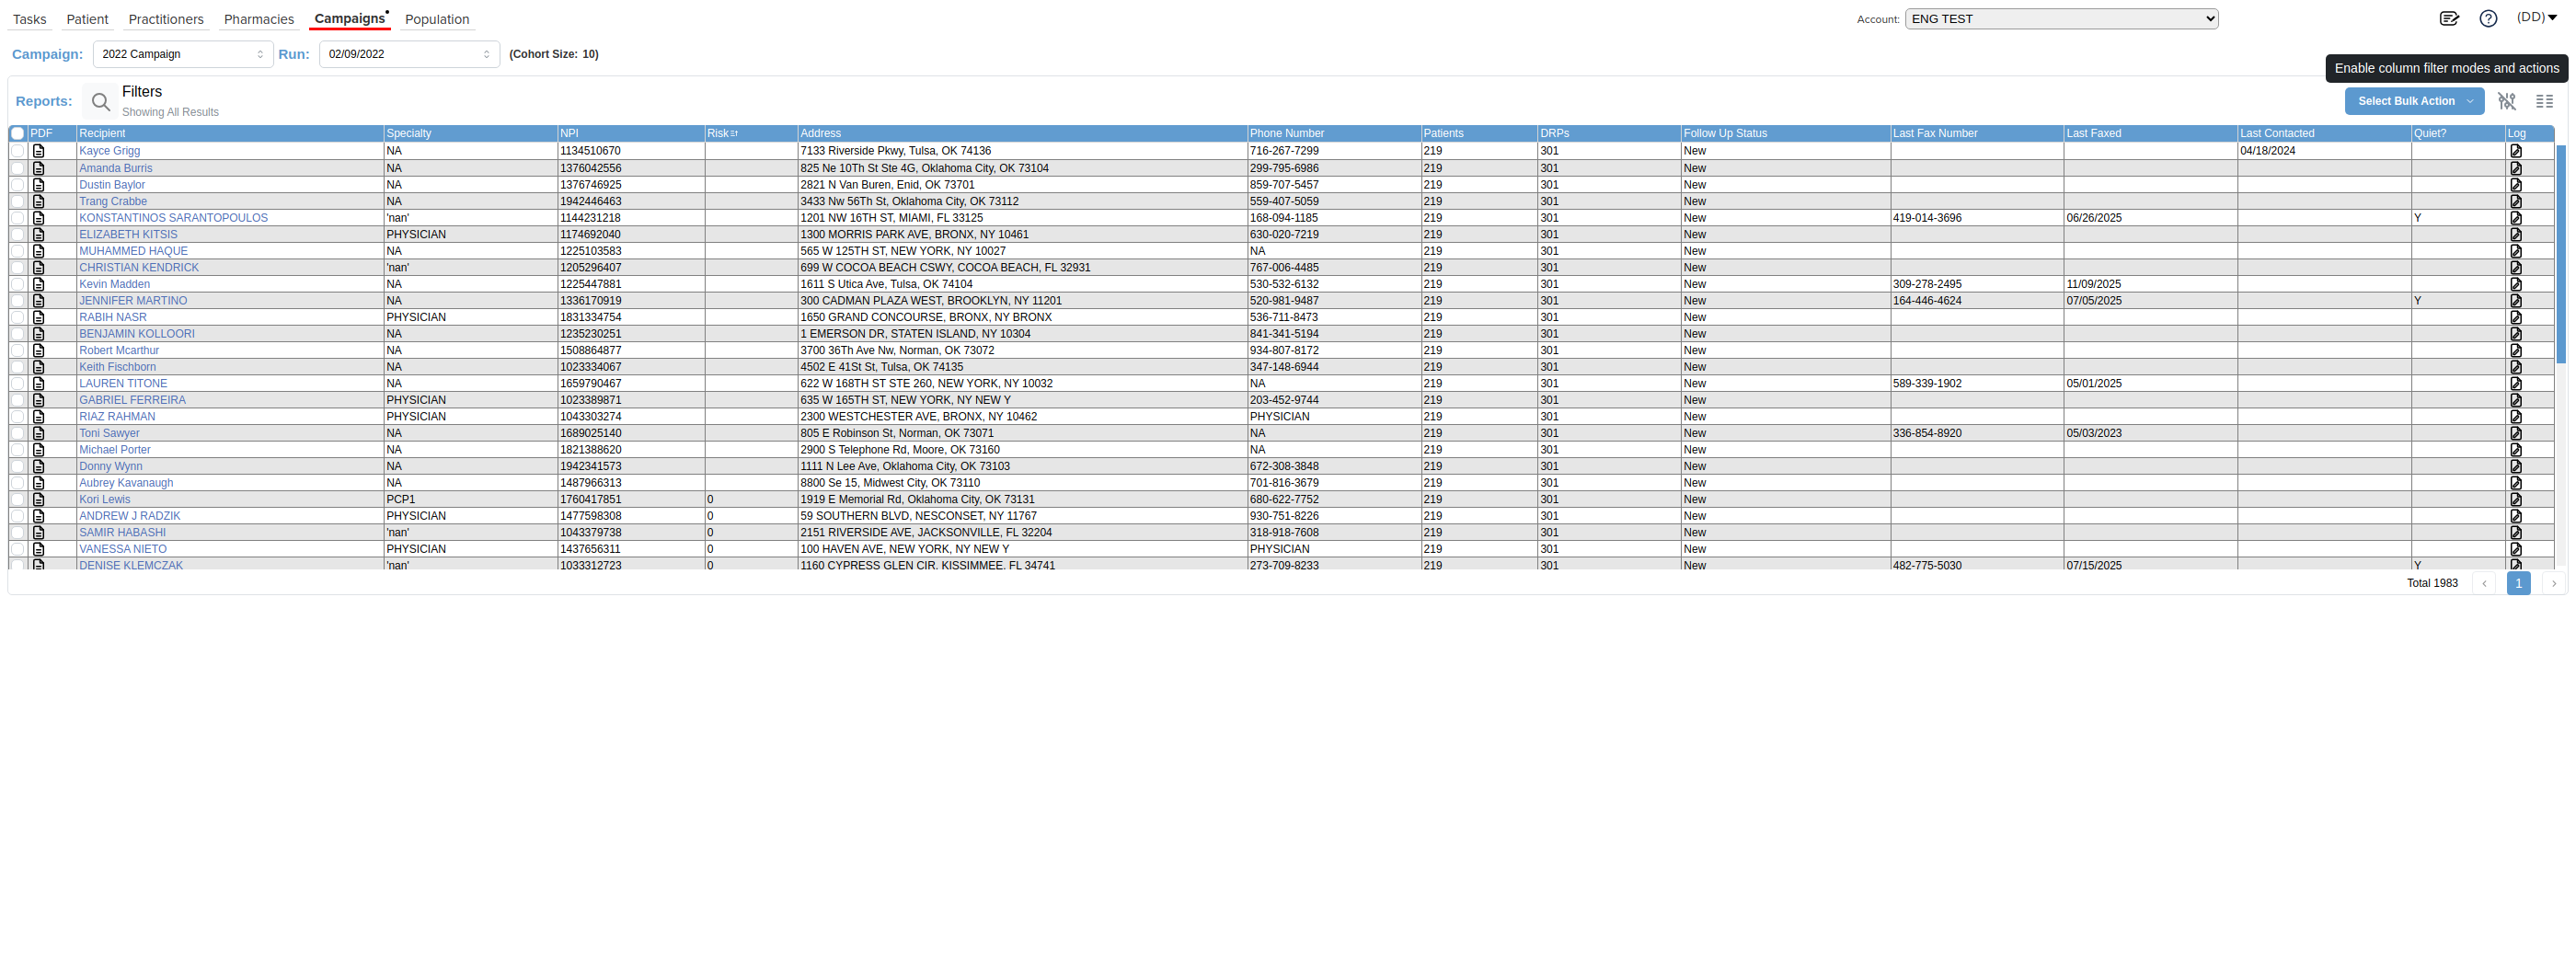 Tasks Patient Practitioners Pharmacies Campaigns Population Account: ENG TEST (DD)
Campaign: 2022 Campaign Run: 02/09/2022 (Cohort Size: 10)
Enable column filter modes and actions
Reports: Filters Select Bulk Action
Showing All Results
PDF Recipient Specialty NPI Risk Address Phone Number Patients DRPs Follow Up Status Last Fax Number Last Faxed Last Contacted Quiet? Log
Kayce Grigg NA 1134510670 7133 Riverside Pkwy, Tulsa, OK 74136 716-267-7299 219 301 New 04/18/2024
Amanda Burris NA 1376042556 825 Ne 10Th St Ste 4G, Oklahoma City, OK 73104 299-795-6986 219 301 New
Dustin Baylor NA 1376746925 2821 N Van Buren, Enid, OK 73701 859-707-5457 219 301 New
Trang Crabbe NA 1942446463 3433 Nw 56Th St, Oklahoma City, OK 73112 559-407-5059 219 301 New
KONSTANTINOS SARANTOPOULOS 'nan' 1144231218 1201 NW 16TH ST, MIAMI, FL 33125 168-094-1185 219 301 New 419-014-3696 06/26/2025 Y
ELIZABETH KITSIS PHYSICIAN 1174692040 1300 MORRIS PARK AVE, BRONX, NY 10461 630-020-7219 219 301 New
MUHAMMED HAQUE NA 1225103583 565 W 125TH ST, NEW YORK, NY 10027 NA 219 301 New
CHRISTIAN KENDRICK 'nan' 1205296407 699 W COCOA BEACH CSWY, COCOA BEACH, FL 32931 767-006-4485 219 301 New
Kevin Madden NA 1225447881 1611 S Utica Ave, Tulsa, OK 74104 530-532-6132 219 301 New 309-278-2495 11/09/2025
JENNIFER MARTINO NA 1336170919 300 CADMAN PLAZA WEST, BROOKLYN, NY 11201 520-981-9487 219 301 New 164-446-4624 07/05/2025 Y
RABIH NASR PHYSICIAN 1831334754 1650 GRAND CONCOURSE, BRONX, NY BRONX 536-711-8473 219 301 New
BENJAMIN KOLLOORI NA 1235230251 1 EMERSON DR, STATEN ISLAND, NY 10304 841-341-5194 219 301 New
Robert Mcarthur NA 1508864877 3700 36Th Ave Nw, Norman, OK 73072 934-807-8172 219 301 New
Keith Fischborn NA 1023334067 4502 E 41St St, Tulsa, OK 74135 347-148-6944 219 301 New
LAUREN TITONE NA 1659790467 622 W 168TH ST STE 260, NEW YORK, NY 10032 NA 219 301 New 589-339-1902 05/01/2025
GABRIEL FERREIRA PHYSICIAN 1023389871 635 W 165TH ST, NEW YORK, NY NEW Y 203-452-9744 219 301 New
RIAZ RAHMAN PHYSICIAN 1043303274 2300 WESTCHESTER AVE, BRONX, NY 10462 PHYSICIAN 219 301 New
Toni Sawyer NA 1689025140 805 E Robinson St, Norman, OK 73071 NA 219 301 New 336-854-8920 05/03/2023
Michael Porter NA 1821388620 2900 S Telephone Rd, Moore, OK 73160 NA 219 301 New
Donny Wynn NA 1942341573 1111 N Lee Ave, Oklahoma City, OK 73103 672-308-3848 219 301 New
Aubrey Kavanaugh NA 1487966313 8800 Se 15, Midwest City, OK 73110 701-816-3679 219 301 New
Kori Lewis PCP1 1760417851 0 1919 E Memorial Rd, Oklahoma City, OK 73131 680-622-7752 219 301 New
ANDREW J RADZIK PHYSICIAN 1477598308 0 59 SOUTHERN BLVD, NESCONSET, NY 11767 930-751-8226 219 301 New
SAMIR HABASHI 'nan' 1043379738 0 2151 RIVERSIDE AVE, JACKSONVILLE, FL 32204 318-918-7608 219 301 New
VANESSA NIETO PHYSICIAN 1437656311 0 100 HAVEN AVE, NEW YORK, NY NEW Y PHYSICIAN 219 301 New
DENISE KLEMCZAK 'nan' 1033312723 0 1160 CYPRESS GLEN CIR, KISSIMMEE, FL 34741 273-709-8233 219 301 New 482-775-5030 07/15/2025 Y
Total 1983 1